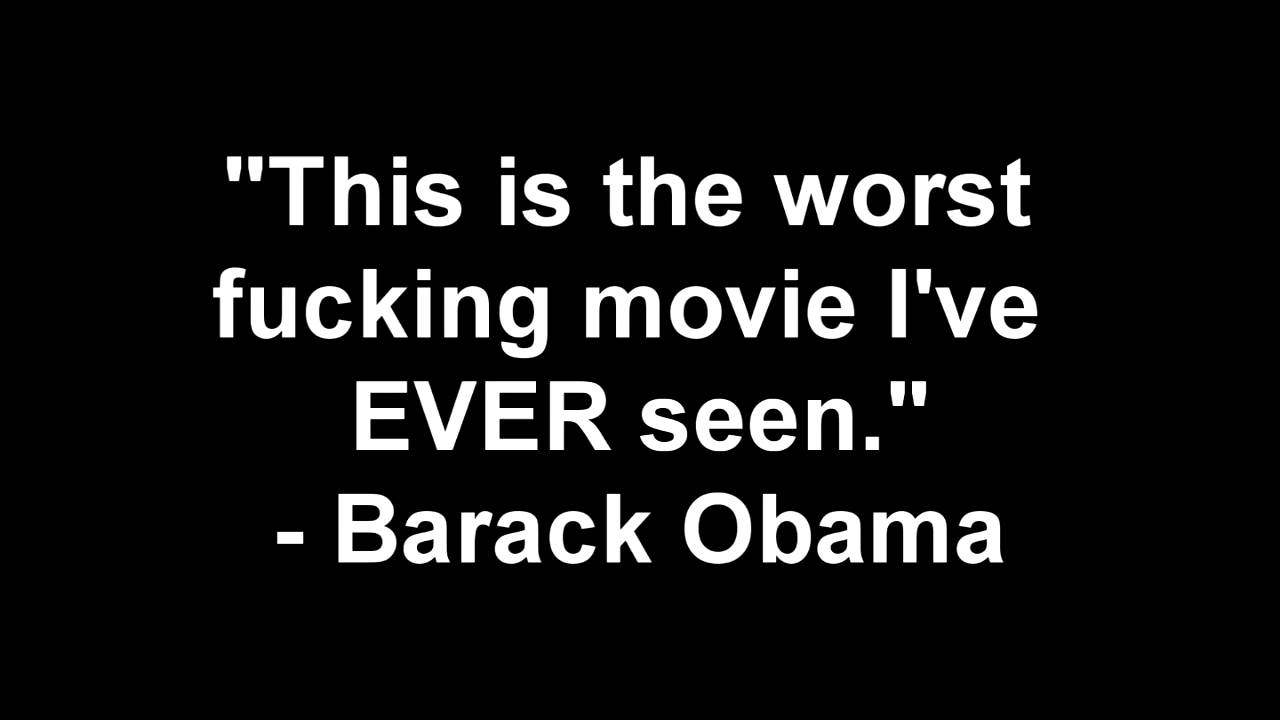 "This is the worst
fucking movie I've
EVER seen."
- Barack Obama